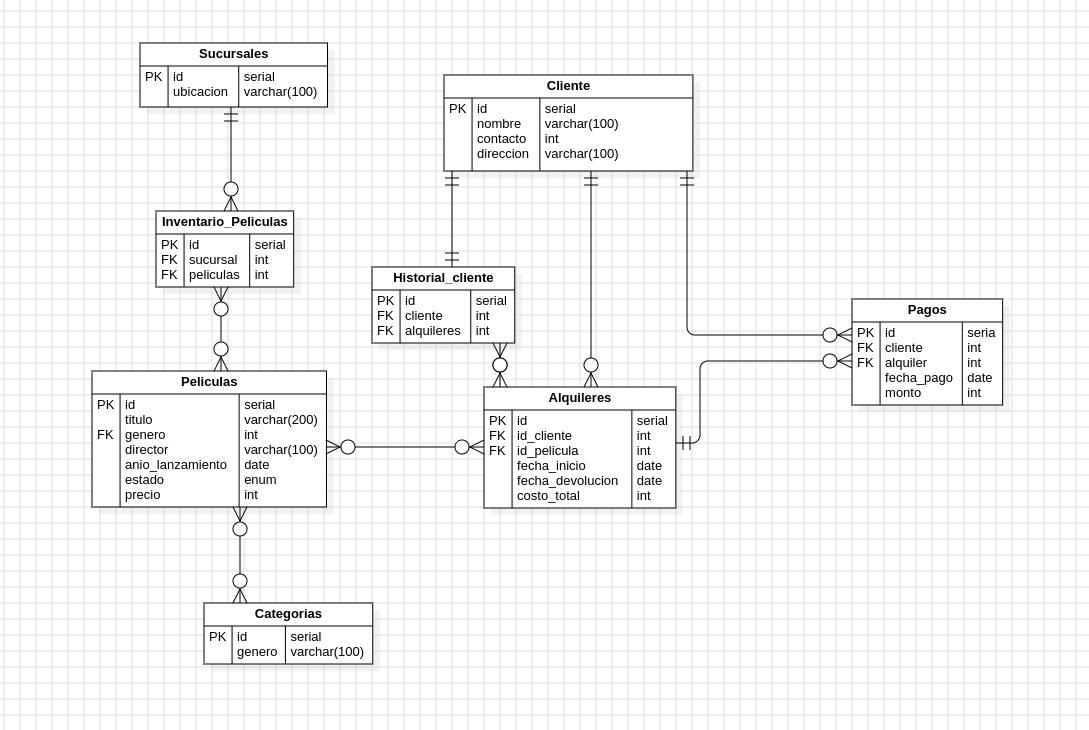 Sucursales
PK id serial
ubicacion varchar(100)
Cliente
PK id serial
nombre varchar(100)
contacto int
direccion varchar(100)
Inventario_Peliculas
PK id serial
FK sucursal int
FK peliculas int
Historial_cliente
PK id serial
FK cliente int
FK alquileres int
Pagos
PK id seria
FK cliente int
FK alquiler int
fecha_pago date
monto int
Peliculas
PK id serial
titulo varchar(200)
FK genero int
director varchar(100)
anio_lanzamiento date
estado enum
precio int
Alquileres
PK id serial
FK id_cliente int
FK id_pelicula int
fecha_inicio date
fecha_devolucion date
costo_total int
Categorias
PK id serial
genero varchar(100)